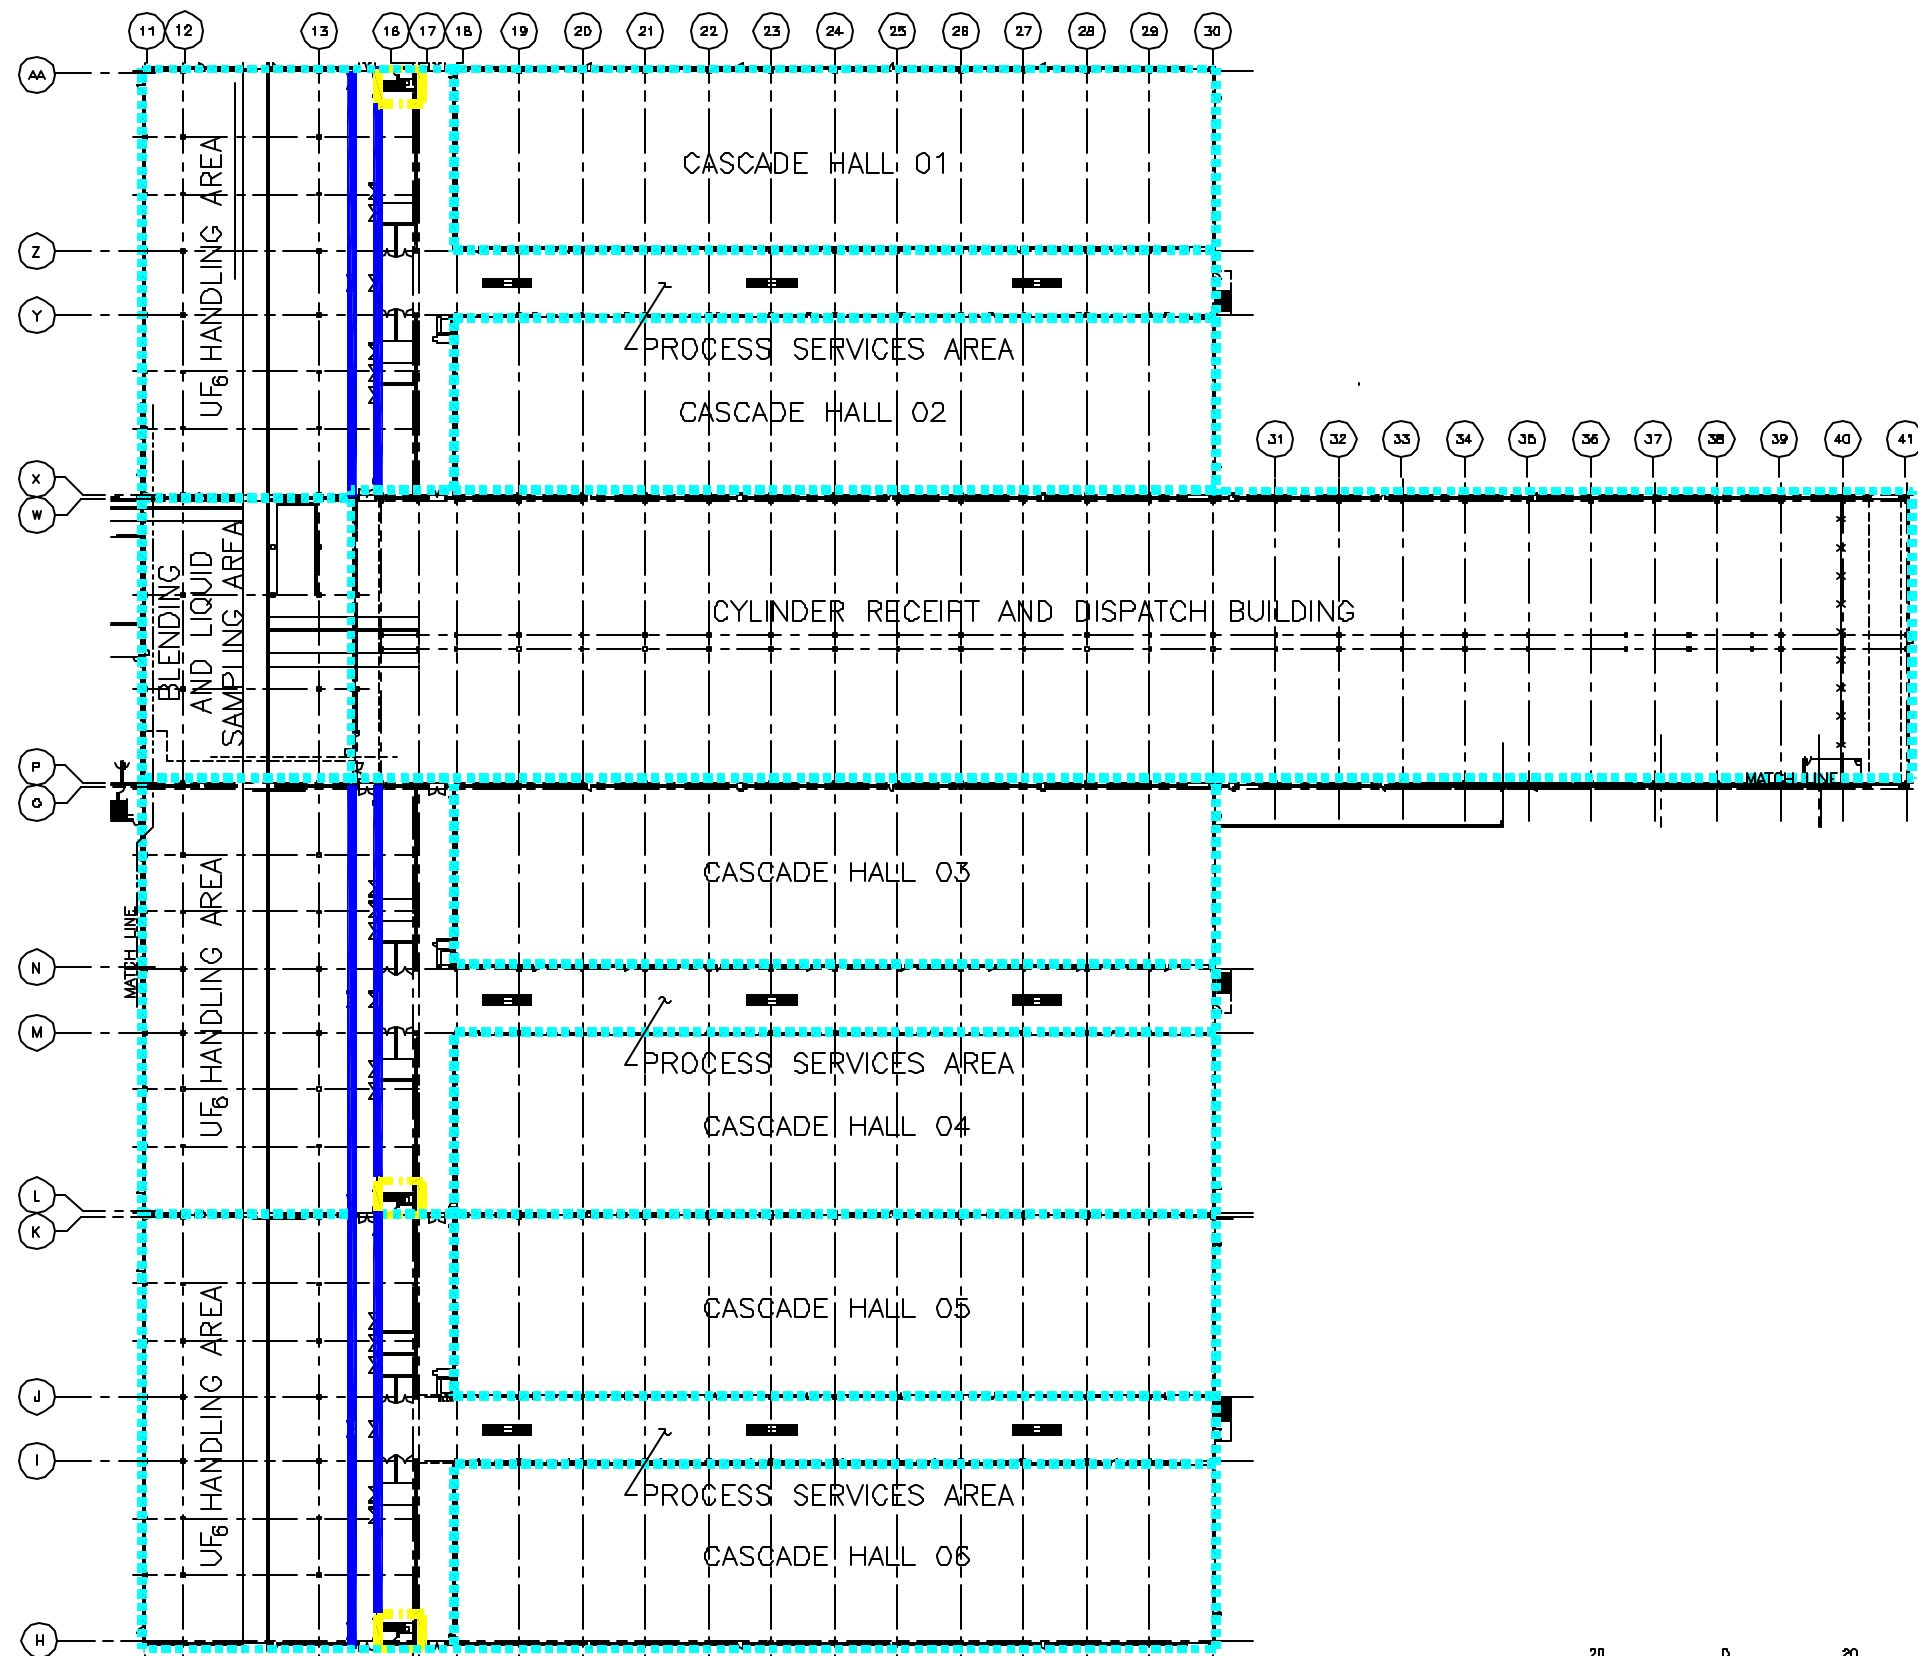 11 12 13 16 17 18 19 20 21 22 23 24 25 26 27 28 29 30
AA
CASCADE HALL 01
UF6 HANDLING AREA
Z
Y
PROCESS SERVICES AREA
CASCADE HALL 02
31 32 33 34 35 36 37 38 39 40 41
X
W
BLENDING
AND LIQUID
SAMPLING AREA
CYLINDER RECEIPT AND DISPATCH BUILDING
P
MATCH LINE
CASCADE HALL 03
UF6 HANDLING AREA
MATCH LINE
N
M
PROCESS SERVICES AREA
CASCADE HALL 04
L
K
CASCADE HALL 05
UF6 HANDLING AREA
J
I
PROCESS SERVICES AREA
CASCADE HALL 06
H